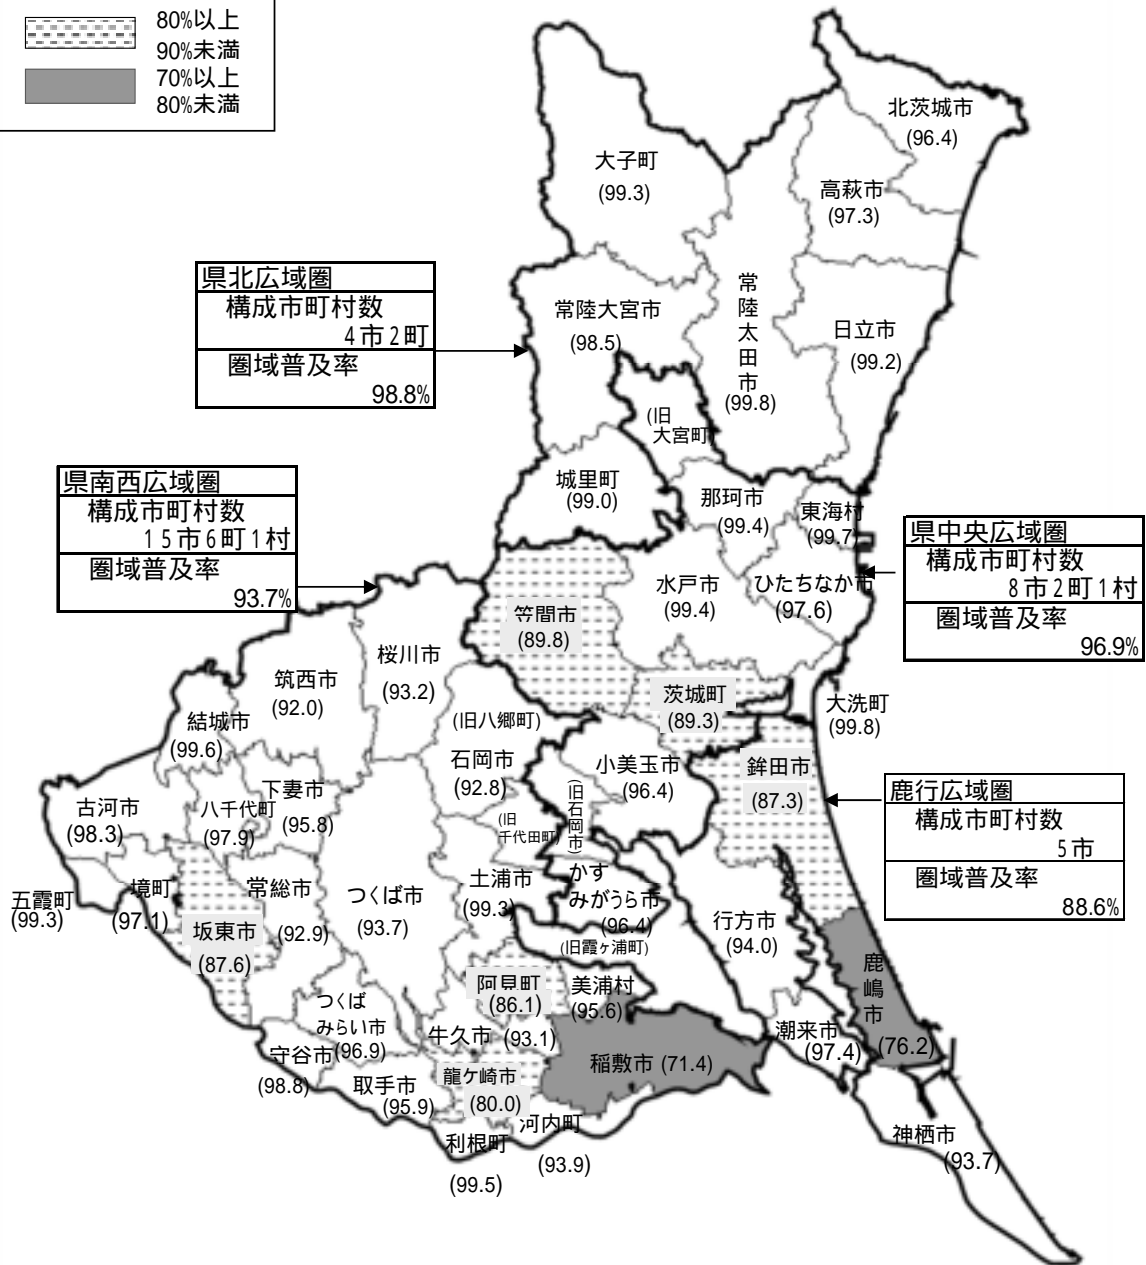 80%以上
90%未満
70%以上
80%未満
北茨城市
(96.4)
大子町
(99.3)
高萩市
(97.3)
県北広域圏
構成市町村数
4市2町
圏域普及率
98.8%
常陸大宮市
(98.5)
常陸太田市
(99.8)
日立市
(99.2)
(旧
大宮町)
県南西広域圏
構成市町村数
15市6町1村
圏域普及率
93.7%
城里町
(99.0)
那珂市
(99.4)
東海村
(99.7)
県中央広域圏
構成市町村数
8市2町1村
圏域普及率
96.9%
水戸市
(99.4)
ひたちなか市
(97.6)
笠間市
(89.8)
桜川市
(93.2)
筑西市
(92.0)
茨城町
(89.3)
大洗町
(99.8)
結城市
(99.6)
(旧八郷町)
石岡市
(92.8)
小美玉市
(96.4)
鉾田市
(87.3)
鹿行広域圏
構成市町村数
5市
圏域普及率
88.6%
古河市
(98.3)
八千代町
(97.9)
下妻市
(95.8)
(旧石岡市)
(旧
千代田町)
五霞町
(99.3)
境町
(97.1)
常総市
(92.9)
つくば市
(93.7)
土浦市
(99.3)
かす
みがうら市
(96.4)
(旧霞ヶ浦町)
行方市
(94.0)
坂東市
(87.6)
阿見町
(86.1)
美浦村
(95.6)
鹿嶋市
(76.2)
つくば
みらい市
(96.9)
牛久市
(93.1)
潮来市
(97.4)
守谷市
(98.8)
取手市
(95.9)
龍ケ崎市
(80.0)
稲敷市 (71.4)
利根町
(99.5)
河内町
(93.9)
神栖市
(93.7)